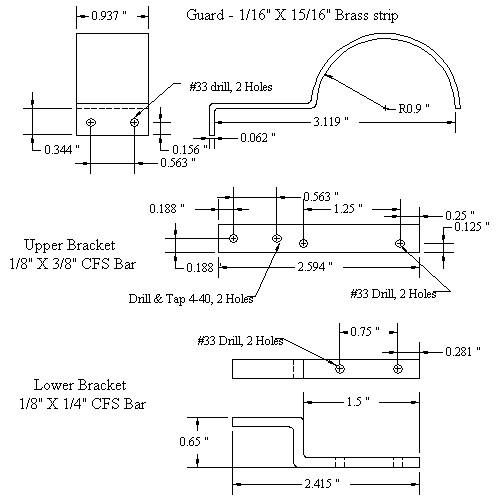 0.937 "
Guard - 1/16" X 15/16" Brass strip
#33 drill, 2 Holes
R0.9 "
3.119 "
0.344 "
0.156 "
0.062 "
0.563 "
0.563 "
0.188 "
1.25 "
0.25 "
0.125 "
Upper Bracket
1/8" X 3/8" CFS Bar
0.188 "
2.594 "
Drill & Tap 4-40, 2 Holes
#33 Drill, 2 Holes
0.75 "
#33 Drill, 2 Holes
0.281 "
Lower Bracket
1/8" X 1/4" CFS Bar
1.5 "
0.65 "
2.415 "